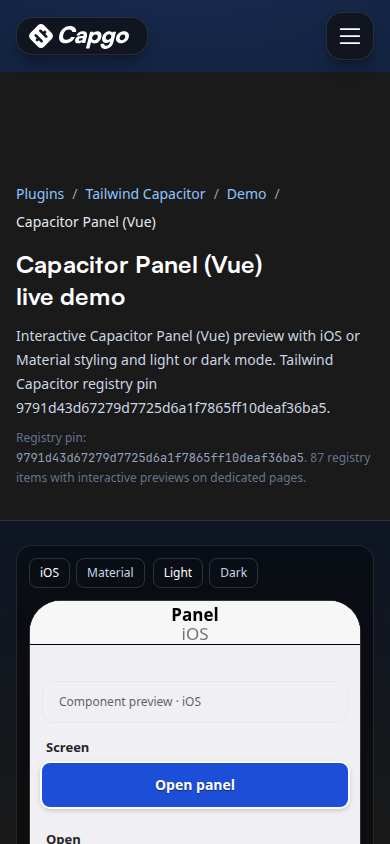 Capgo
Plugins / Tailwind Capacitor / Demo /
Capacitor Panel (Vue)
Capacitor Panel (Vue)
live demo
Interactive Capacitor Panel (Vue) preview with iOS or
Material styling and light or dark mode. Tailwind
Capacitor registry pin
9791d43d67279d7725d6a1f7865ff10deaf36ba5.
Registry pin:
9791d43d67279d7725d6a1f7865ff10deaf36ba5. 87 registry
items with interactive previews on dedicated pages.
iOS Material Light Dark
Panel
iOS
Component preview · iOS
Screen
Open panel
Open